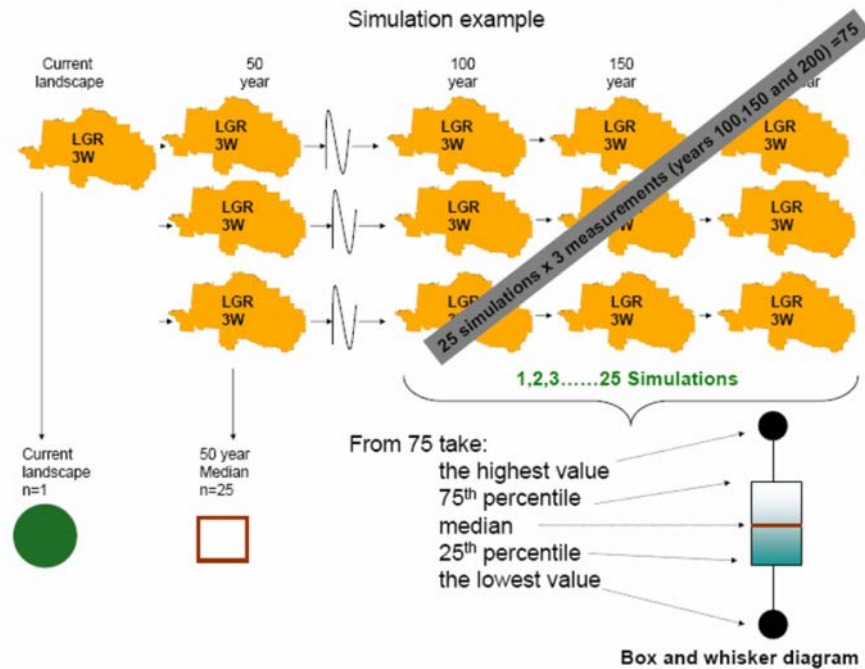 Simulation example
Current
landscape
50
year
100
year
150
year
LGR
3W
LGR
3W
LGR
3W
LGR
3W
LGR
LGR
3W
LGR
3W
LGR
3W
LGR
3W
LGR
3W
LGR
LGR
3W
LGR
3W
25 simulations x 3 measurements (years 100,150 and 200) =75
1,2,3......25 Simulations
Current
landscape
n=1
50 year
Median
n=25
From 75 take:
the highest value
75th percentile
median
25th percentile
the lowest value
Box and whisker diagram